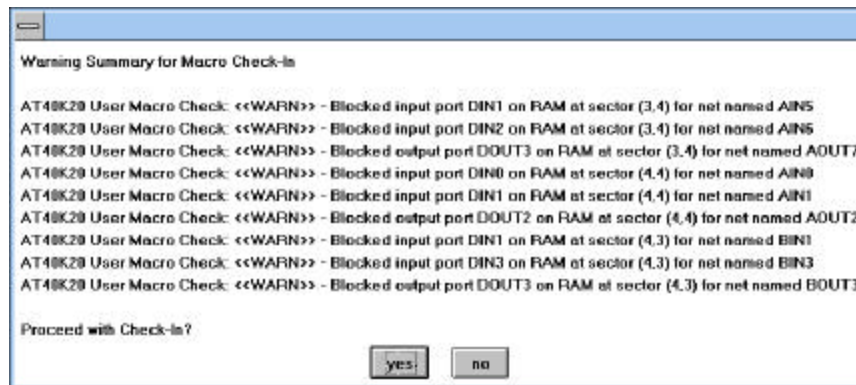 Warning Summary for Macro Check-In
AT40K20 User Macro Check: <<WARN>> - Blocked input port DIN1 on RAM at sector (3,4) for net named AIN5
AT40K20 User Macro Check: <<WARN>> - Blocked input port DIN2 on RAM at sector (3,4) for net named AIN6
AT40K20 User Macro Check: <<WARN>> - Blocked output port DOUT3 on RAM at sector (3,4) for net named AOUT7
AT40K20 User Macro Check: <<WARN>> - Blocked input port DIN0 on RAM at sector (4,4) for net named AIN0
AT40K20 User Macro Check: <<WARN>> - Blocked input port DIN1 on RAM at sector (4,4) for net named AIN1
AT40K20 User Macro Check: <<WARN>> - Blocked output port DOUT2 on RAM at sector (4,4) for net named AOUT2
AT40K20 User Macro Check: <<WARN>> - Blocked input port DIN1 on RAM at sector (4,3) for net named BIN1
AT40K20 User Macro Check: <<WARN>> - Blocked input port DIN3 on RAM at sector (4,3) for net named BIN3
AT40K20 User Macro Check: <<WARN>> - Blocked output port DOUT3 on RAM at sector (4,3) for net named BOUT3
Proceed with Check-In?
yes no